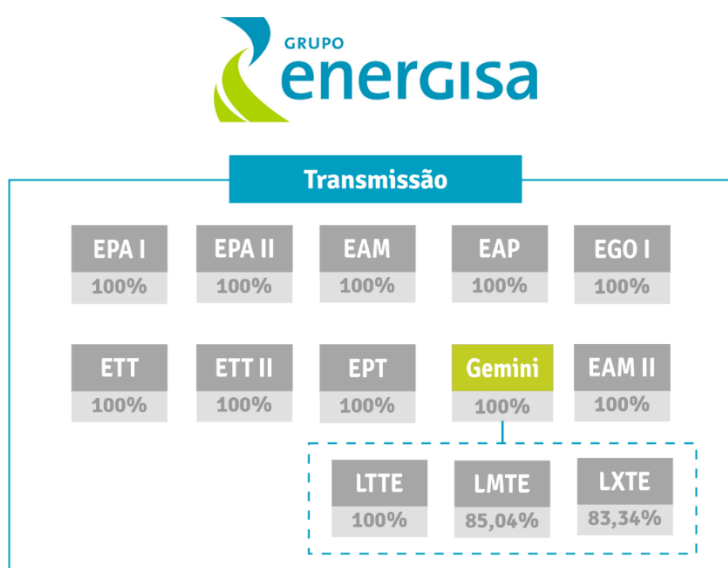 GRUPO
energisa
Transmissão
EPA I EPA II EAM EAP EGO I
100% 100% 100% 100% 100%
ETT ETT II EPT Gemini EAM II
100% 100% 100% 100% 100%
LTTE LMTE LXTE
100% 85,04% 83,34%